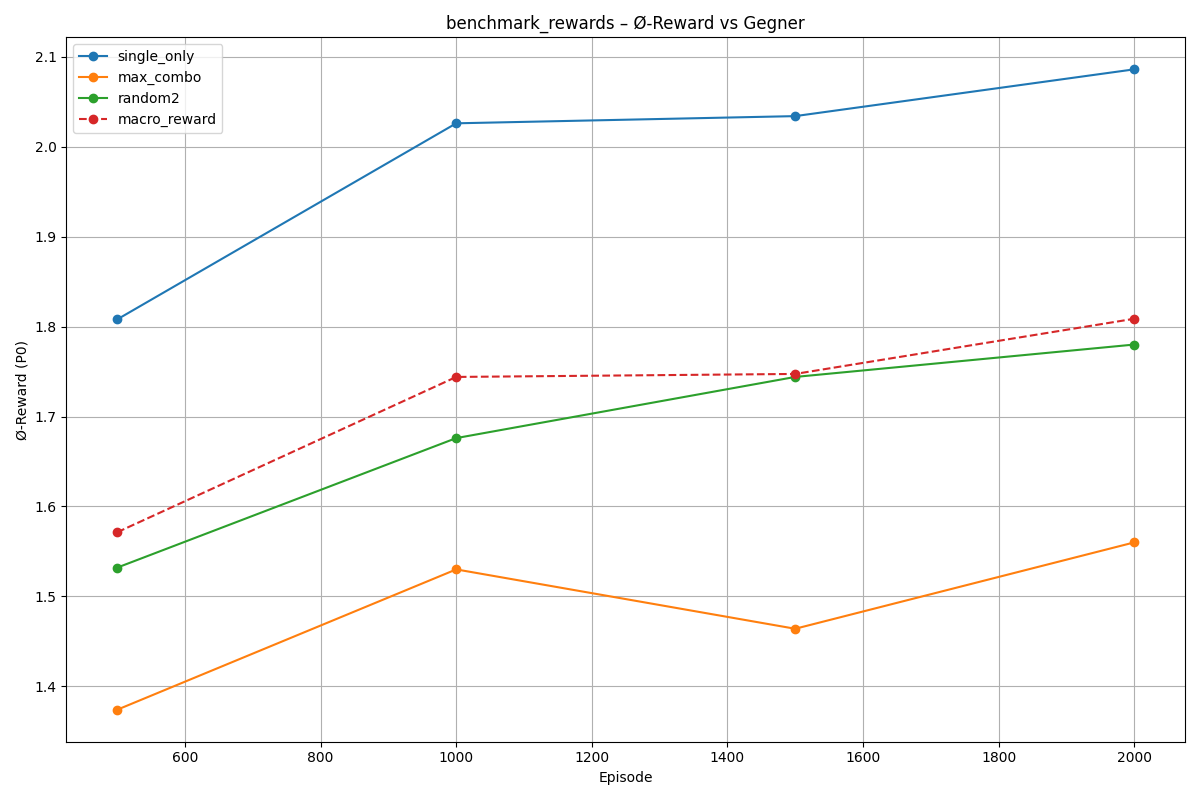 benchmark_rewards – Ø-Reward vs Gegner
single_only
max_combo
random2
macro_reward
Ø-Reward (P0)
2.1
2.0
1.9
1.8
1.7
1.6
1.5
1.4
600 800 1000 1200 1400 1600 1800 2000
Episode